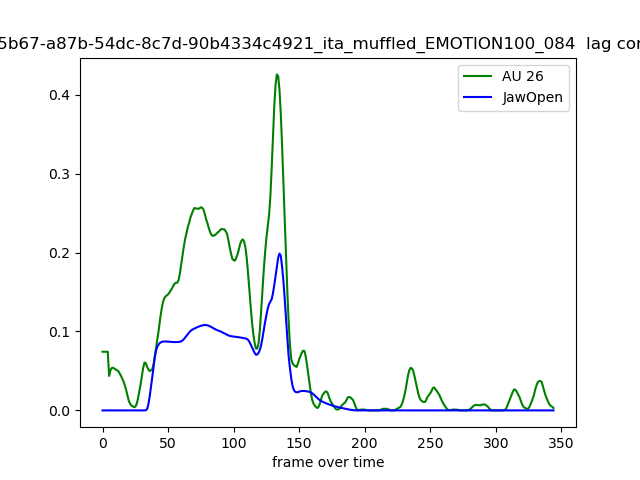 5b67-a87b-54dc-8c7d-90b4334c4921_ita_muffled_EMOTION100_084 lag
AU 26
JawOpen
0.4
0.3
0.2
0.1
0.0
0 50 100 150 200 250 300 350
frame over time